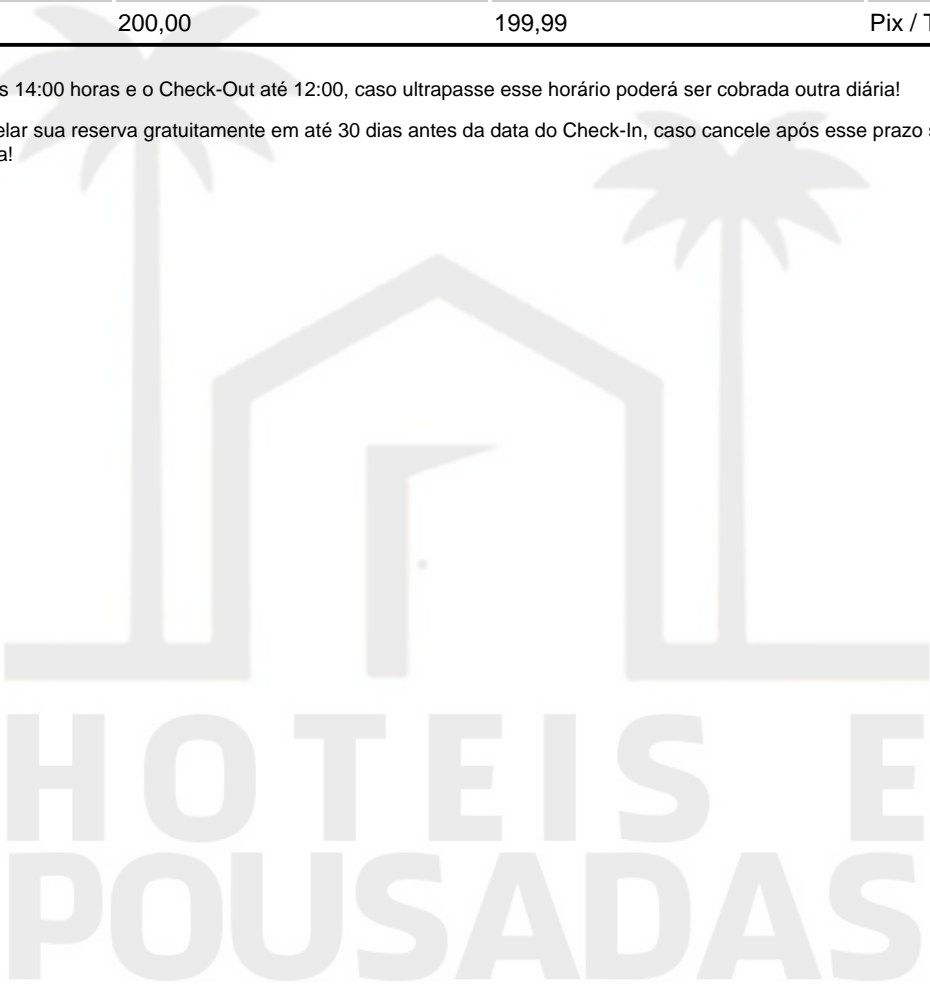 200,00 199,99 Pix / T
s 14:00 horas e o Check-Out até 12:00, caso ultrapasse esse horário poderá ser cobrada outra diária!
elar sua reserva gratuitamente em até 30 dias antes da data do Check-In, caso cancele após esse prazo s
a!
HOTEIS E
POUSADAS